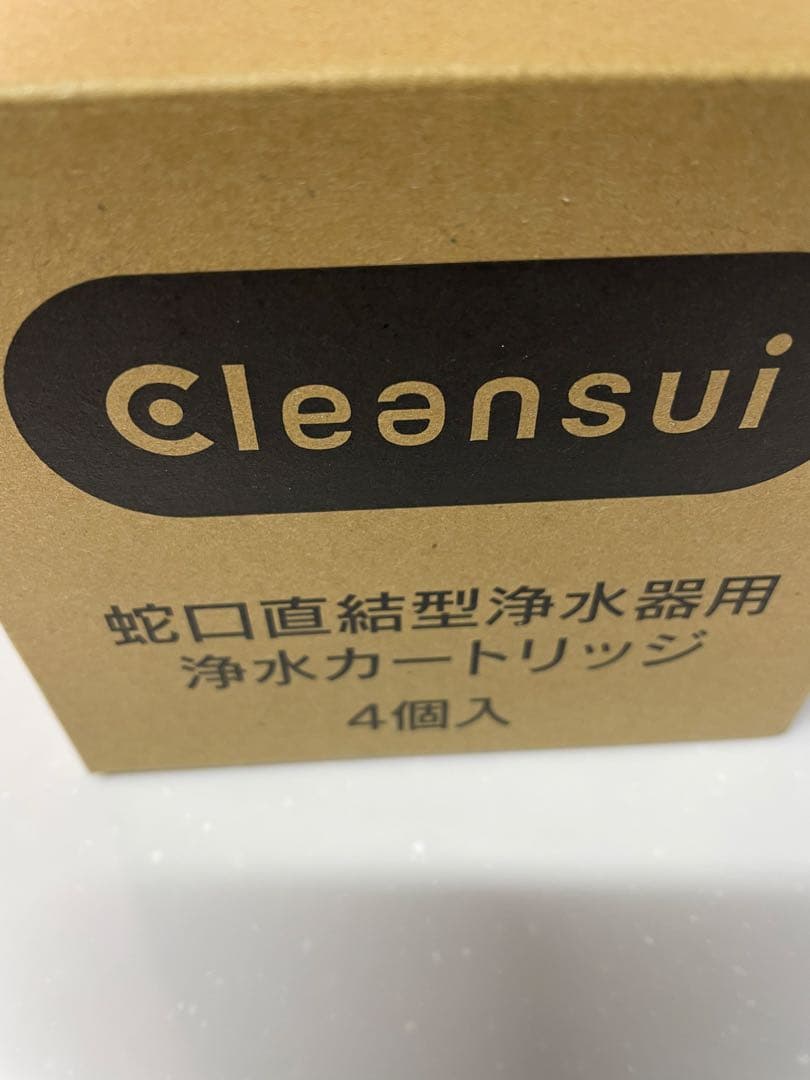 Cleansui
蛇口直結型浄水器用
浄水カートリッジ
4個入